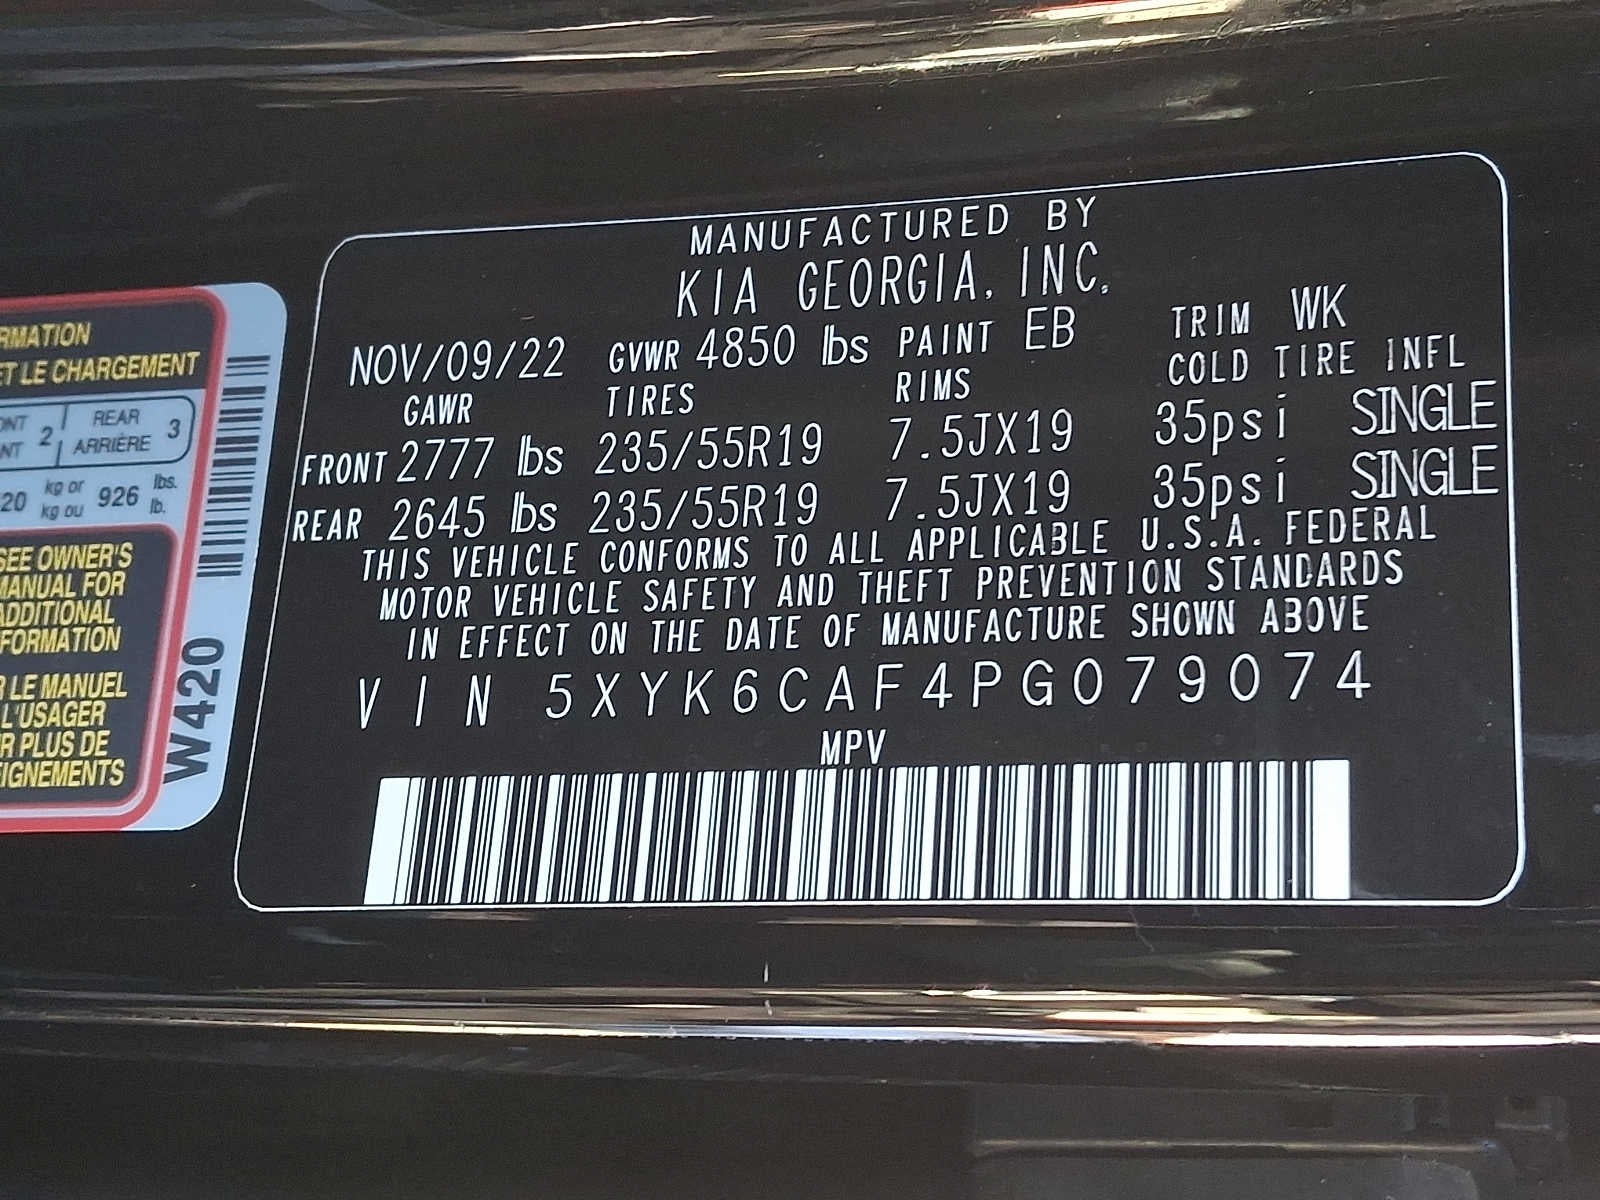 MANUFACTURED BY
KIA GEORGIA, INC.
NOV/09/22 GVWR 4850 lbs PAINT EB TRIM WK
GAWR TIRES RIMS COLD TIRE INFL
FRONT 2777 lbs 235/55R19 7.5JX19 35psi SINGLE
REAR 2645 lbs 235/55R19 7.5JX19 35psi SINGLE
THIS VEHICLE CONFORMS TO ALL APPLICABLE U.S.A. FEDERAL
MOTOR VEHICLE SAFETY AND THEFT PREVENTION STANDARDS
IN EFFECT ON THE DATE OF MANUFACTURE SHOWN ABOVE
VIN 5XYK6CAF4PG079074
MPV
RMATION
ET LE CHARGEMENT
ONT 2 REAR 3
NT ARRIÈRE
20 kg or 926 lbs.
kg ou lb.
SEE OWNER'S
MANUAL FOR
ADDITIONAL
FORMATION
R LE MANUEL
L'USAGER
R PLUS DE
EIGNEMENTS
W420